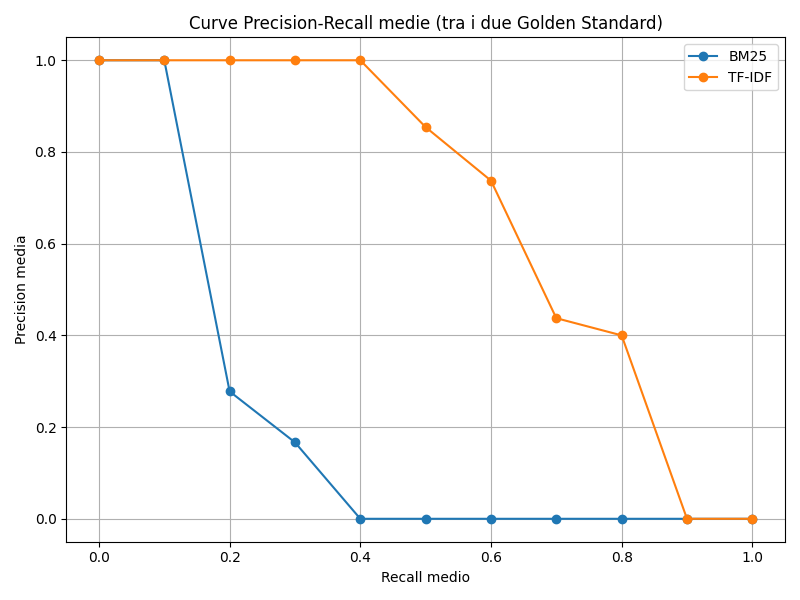 Curve Precision-Recall medie (tra i due Golden Standard)
BM25
TF-IDF
Precision media
1.0
0.8
0.6
0.4
0.2
0.0
0.0 0.2 0.4 0.6 0.8 1.0
Recall medio